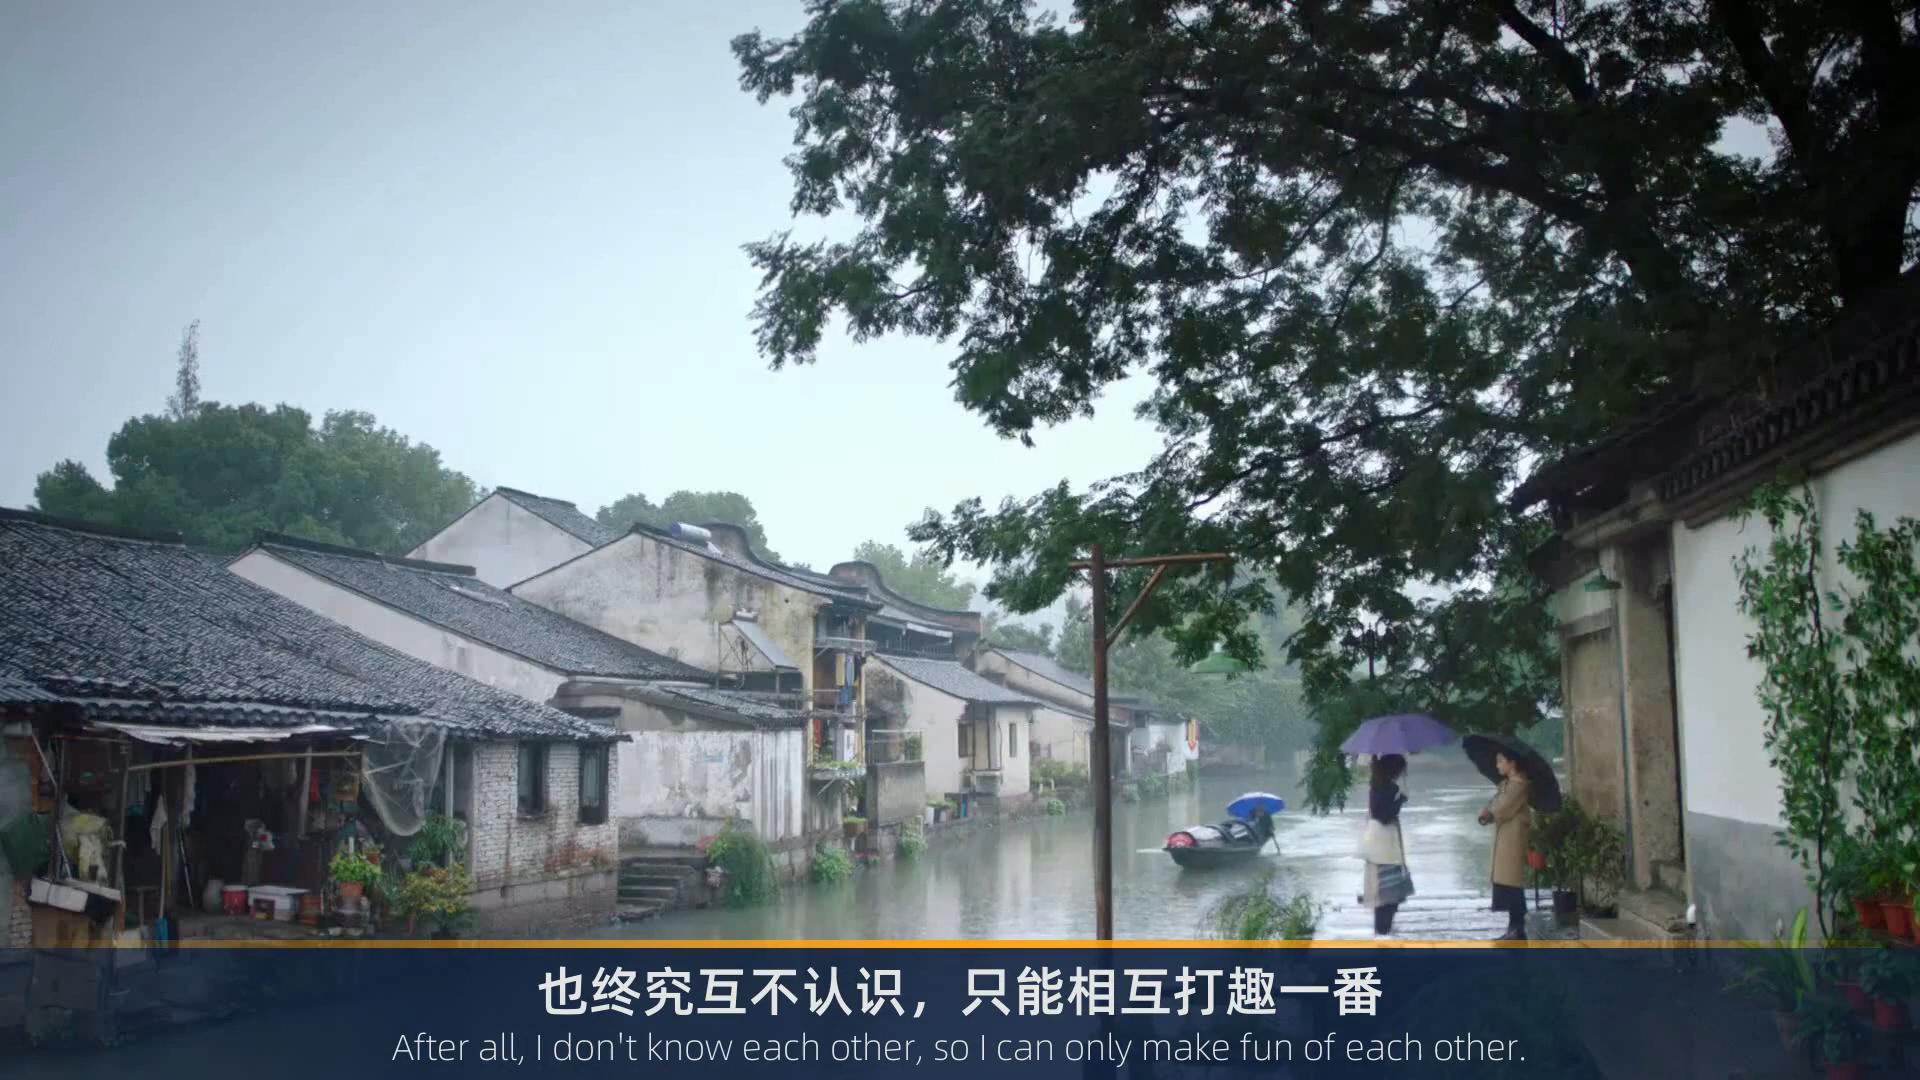 也终究互不认识，只能相互打趣一番
After all, I don't know each other, so I can only make fun of each other.